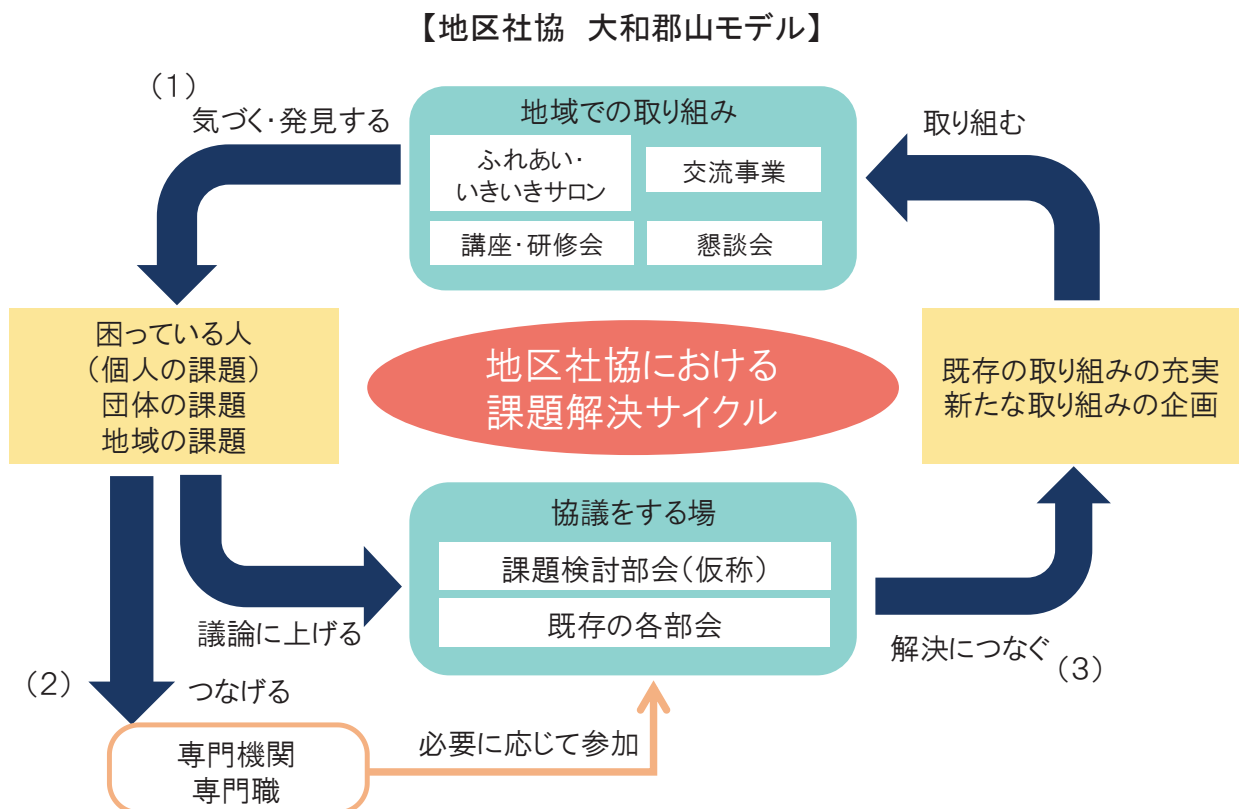 【地区社協 大和郡山モデル】
(1)
気づく・発見する
地域での取り組み
ふれあい・
いきいきサロン
交流事業
講座・研修会
懇談会
取り組む
困っている人
(個人の課題)
団体の課題
地域の課題
地区社協における
課題解決サイクル
既存の取り組みの充実
新たな取り組みの企画
協議をする場
課題検討部会(仮称)
既存の各部会
議論に上げる
解決につなぐ
(3)
(2)
つなげる
専門機関
専門職
必要に応じて参加